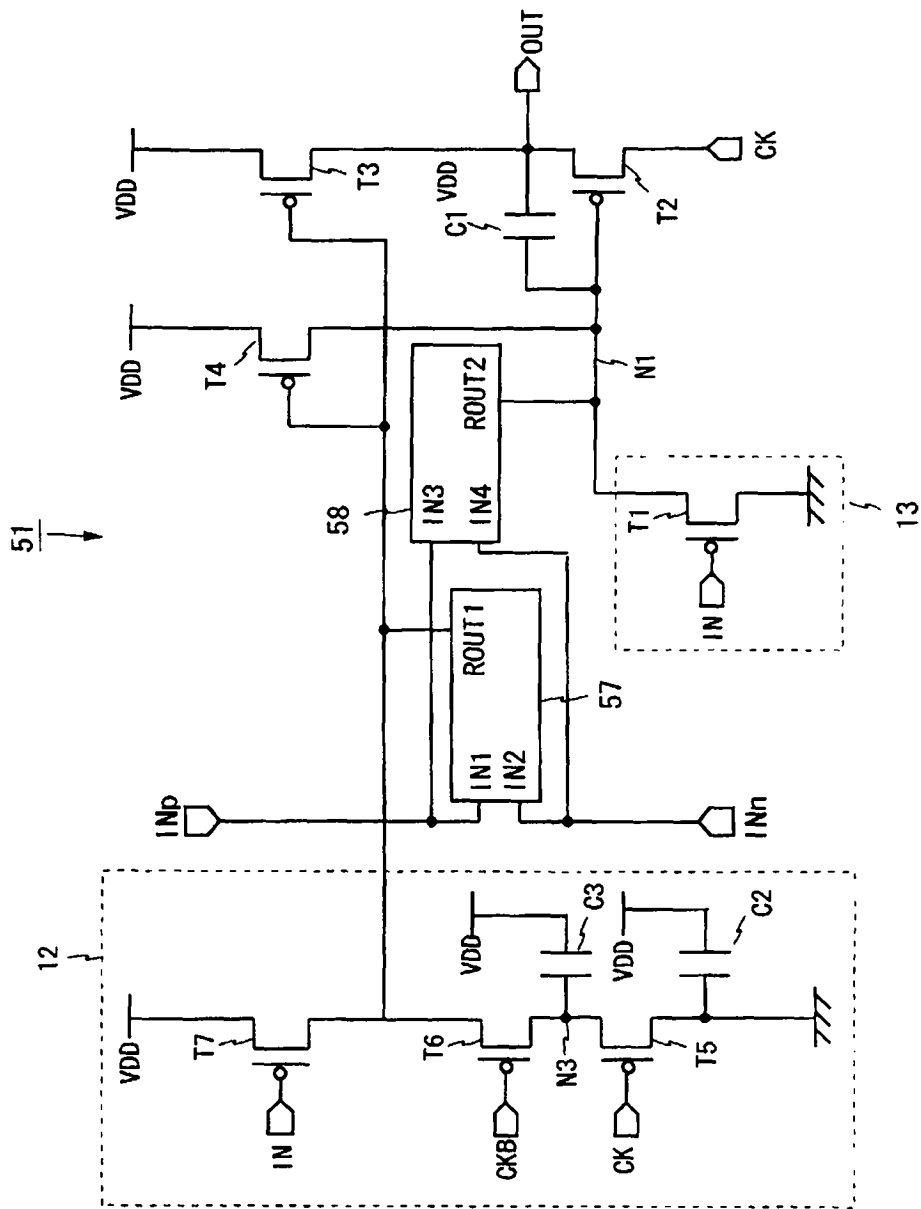 51
VDD
VDD
T4
T3
VDD
OUT
C1
T2
CK
N1
58
IN3
IN4
ROUT2
ROUT1
IN1
IN2
57
INp
INn
T1
IN
13
12
VDD
T7
IN
T6
CKB
N3
VDD
C3
CK
T5
VDD
C2